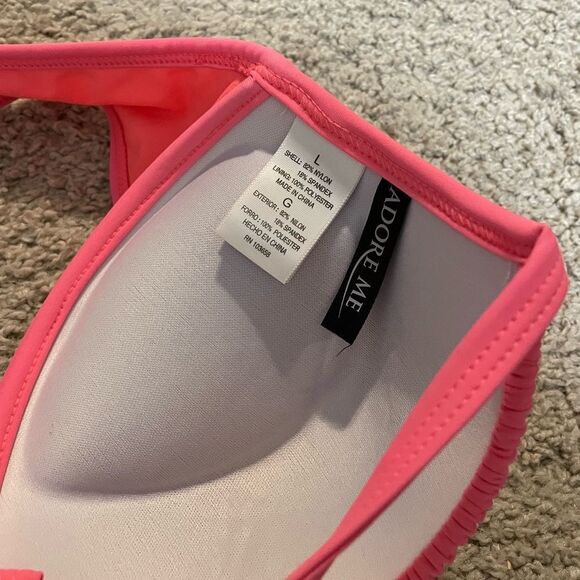 L
SHELL: 82% NYLON
18% SPANDEX
LINING: 100% POLYESTER
MADE IN CHINA
G
EXTERIOR: 82% NILON
18% SPANDEX
FORRO: 100% POLIESTER
HECHO EN CHINA
RN 103658
ADORE ME